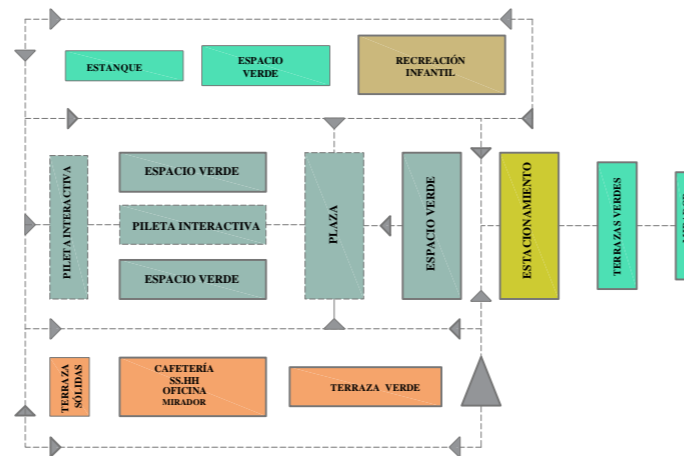 ESTANQUE
ESPACIO
VERDE
RECREACIÓN
INFANTIL
PILETA INTERACTIVA
ESPACIO VERDE
PILETA INTERACTIVA
ESPACIO VERDE
PLAZA
ESPACIO VERDE
ESTACIONAMIENTO
TERRAZAS VERDES
TERRAZA
SÓLIDAS
CAFETERÍA
SS.HH
OFICINA
MIRADOR
TERRAZA VERDE